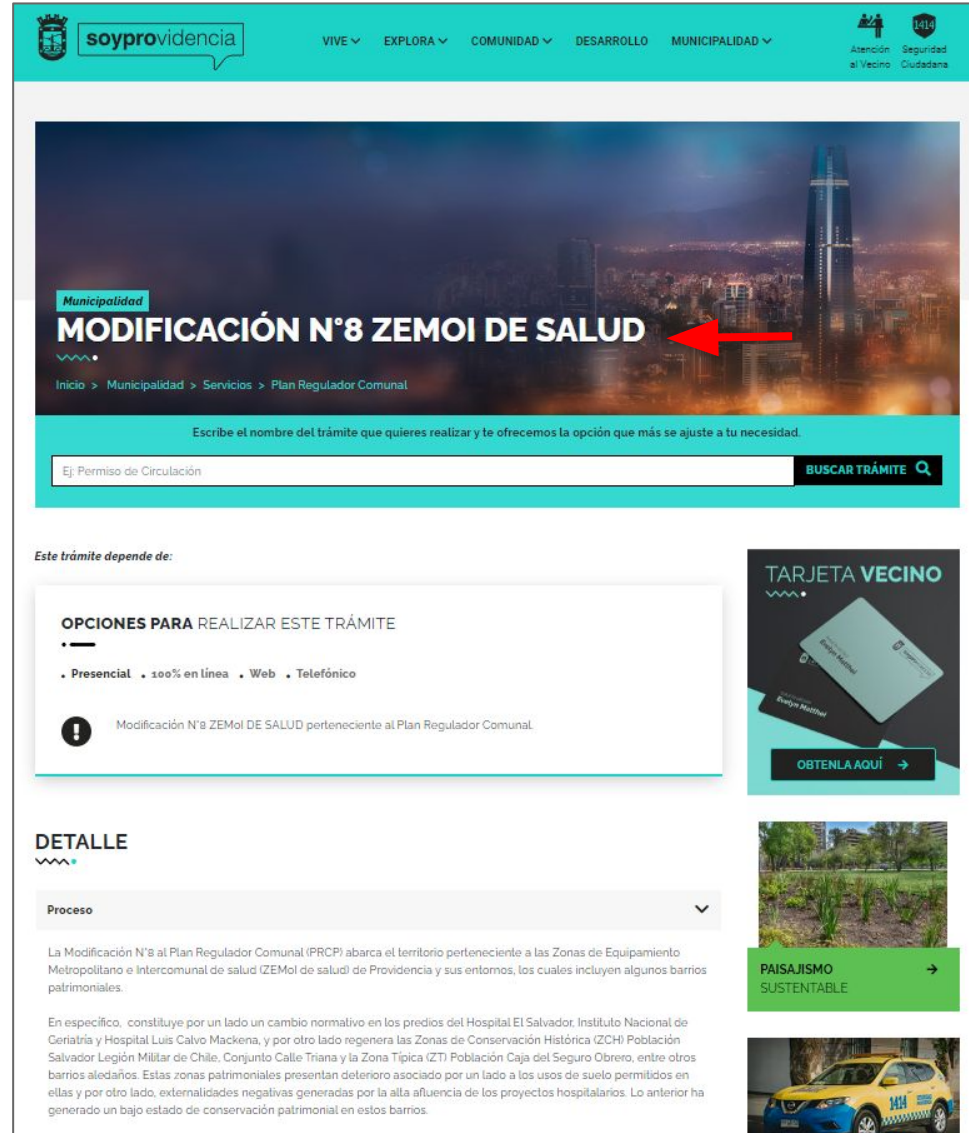 soyprovidencia
VIVE
EXPLORA
COMUNIDAD
DESARROLLO
MUNICIPALIDAD
Atención
al Vecino
1414
Seguridad
Ciudadana
Municipalidad
MODIFICACIÓN N°8 ZEMOI DE SALUD
Inicio > Municipalidad > Servicios > Plan Regulador Comunal
Escribe el nombre del trámite que quieres realizar y te ofrecemos la opción que más se ajuste a tu necesidad.
Ej: Permiso de Circulación
BUSCAR TRÁMITE
Este trámite depende de:
OPCIONES PARA REALIZAR ESTE TRÁMITE
• Presencial • 100% en línea • Web • Telefónico
Modificación N°8 ZEMoI DE SALUD perteneciente al Plan Regulador Comunal.
DETALLE
Proceso
La Modificación N°8 al Plan Regulador Comunal (PRCP) abarca el territorio perteneciente a las Zonas de Equipamiento
Metropolitano e Intercomunal de salud (ZEMoI de salud) de Providencia y sus entornos, los cuales incluyen algunos barrios
patrimoniales.
En específico, constituye por un lado un cambio normativo en los predios del Hospital El Salvador, Instituto Nacional de
Geriatría y Hospital Luis Calvo Mackena, y por otro lado regenera las Zonas de Conservación Histórica (ZCH) Población
Salvador Legión Militar de Chile, Conjunto Calle Triana y la Zona Típica (ZT) Población Caja del Seguro Obrero, entre otros
barrios aledaños. Estas zonas patrimoniales presentan deterioro asociado por un lado a los usos de suelo permitidos en
ellas y por otro lado, externalidades negativas generadas por la alta afluencia de los proyectos hospitalarios. Lo anterior ha
generado un bajo estado de conservación patrimonial en estos barrios.
TARJETA VECINO
Evelyn Matthei
Evelyn Matthei
OBTENLA AQUÍ
PAISAJISMO
SUSTENTABLE
1414